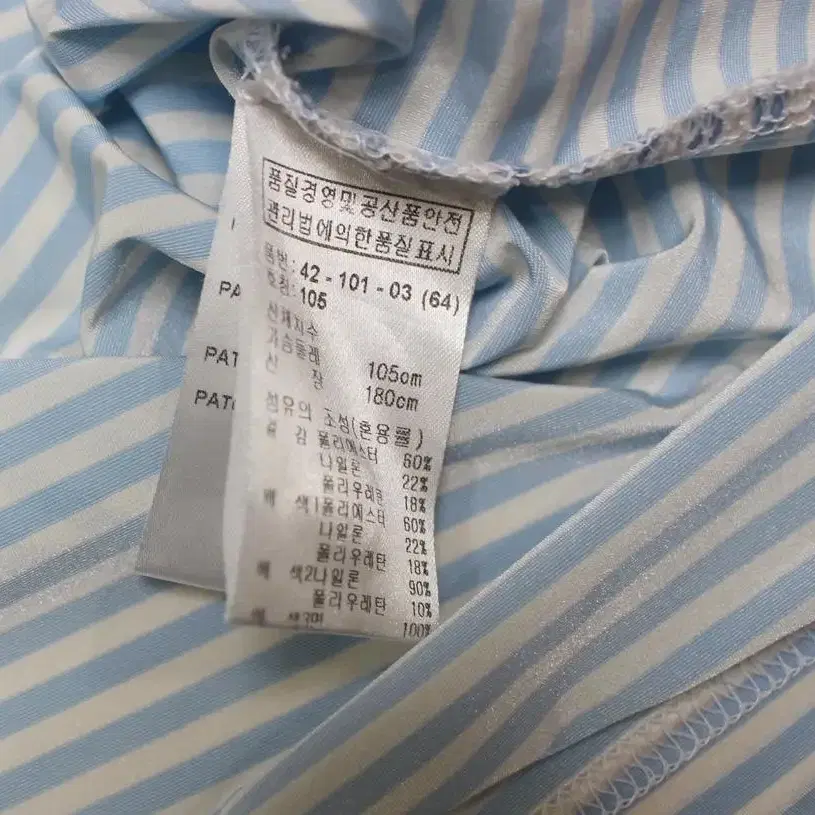 품질경영및공산품안전
관리법에의한품질표시
품번: 42-101-03 (64)
호칭: 105
신체치수
가슴둘레 105cm
신 장 180cm
섬유의 조성(혼용률)
겉 감 폴리에스터 60%
나일론 22%
폴리우레탄 18%
배 색1폴리에스터 60%
나일론 22%
폴리우레탄 18%
배 색2나일론 90%
폴리우레탄 10%
배 색3면 100%
PA
PAT
PAT